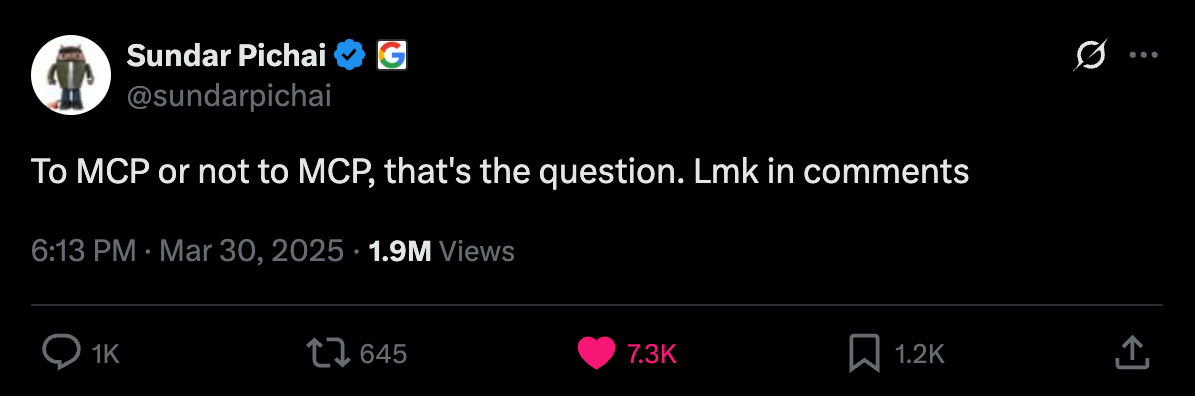 Sundar Pichai
@sundarpichai
To MCP or not to MCP, that's the question. Lmk in comments
6:13 PM · Mar 30, 2025 · 1.9M Views
1K 645 7.3K 1.2K